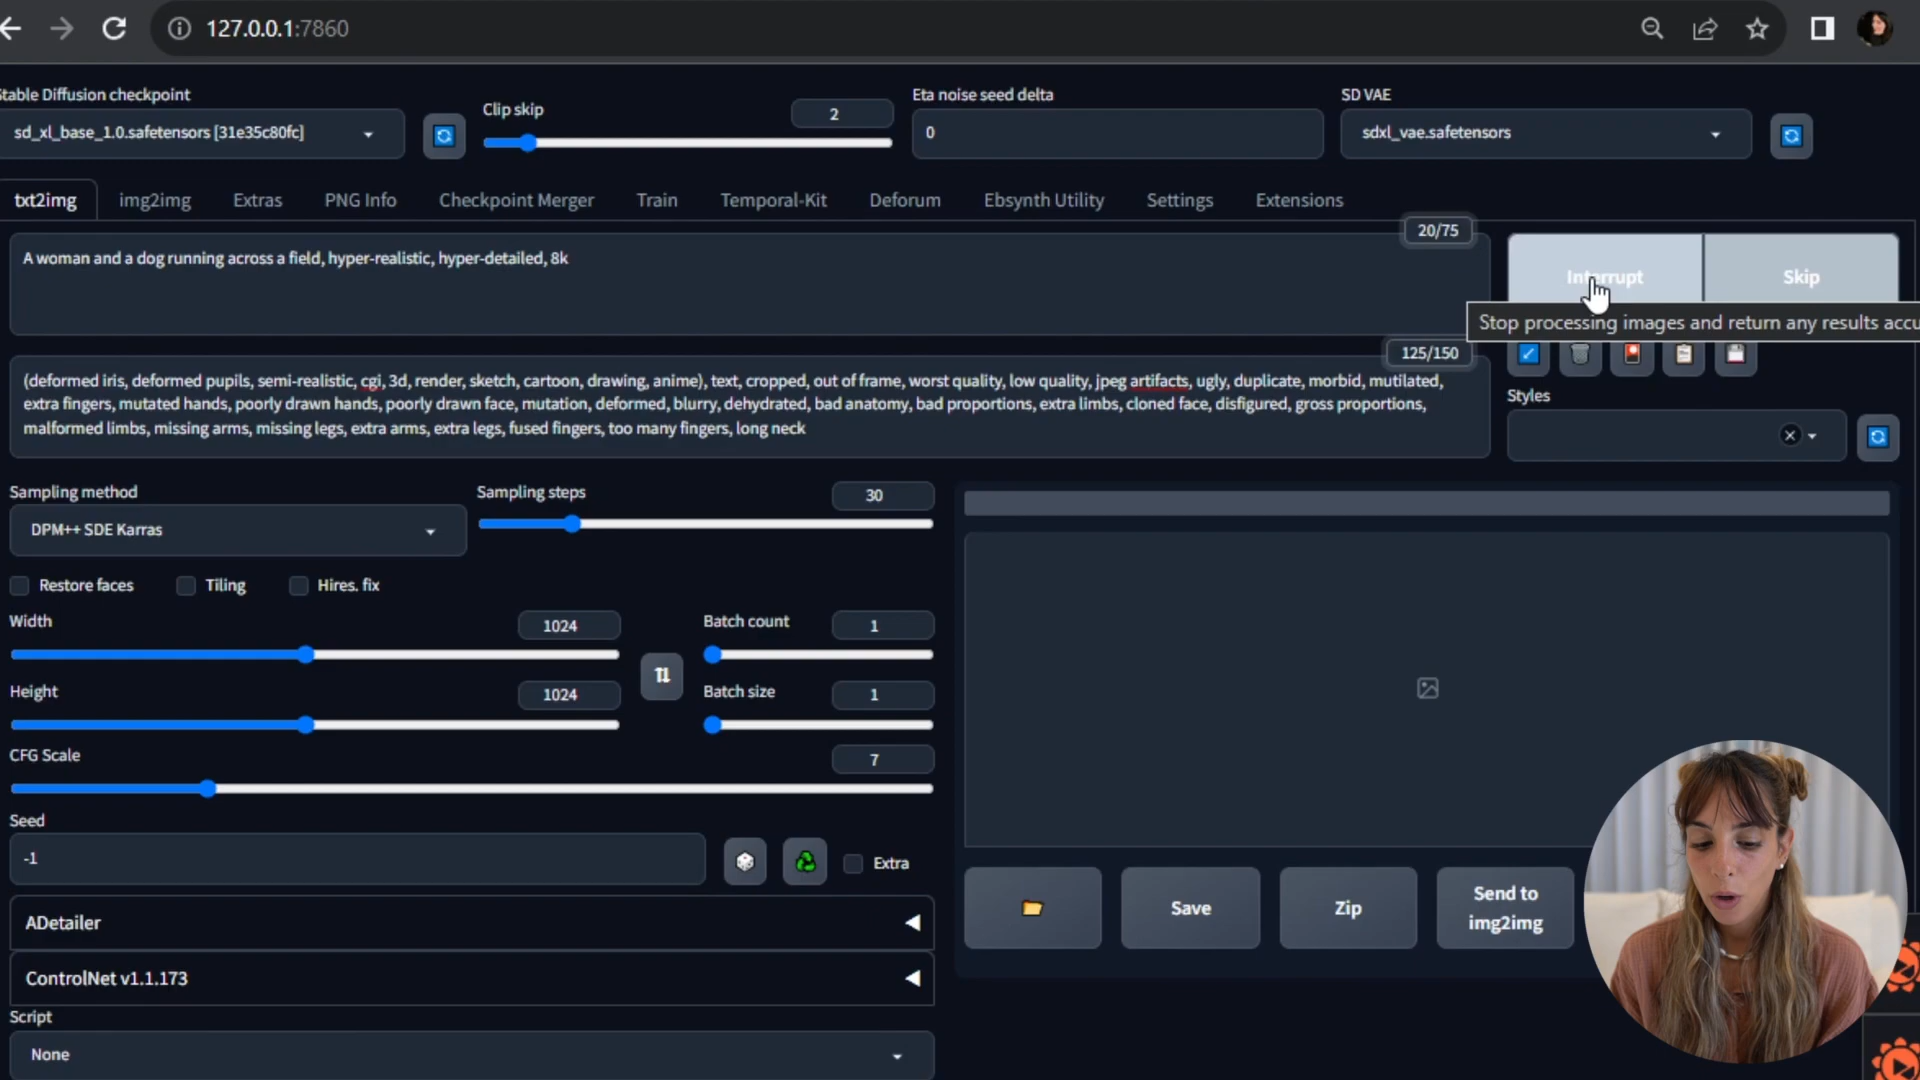 127.0.0.1:7860
Stable Diffusion checkpoint
Clip skip
2
Eta noise seed delta
SD VAE
sd_xl_base_1.0.safetensors [31e35c80fc]
0
sdxl_vae.safetensors
txt2img img2img Extras PNG Info Checkpoint Merger Train Temporal-Kit Deforum Ebsynth Utility Settings Extensions
20/75
A woman and a dog running across a field, hyper-realistic, hyper-detailed, 8k
Interrupt Skip
Stop processing images and return any results accu
125/150
(deformed iris, deformed pupils, semi-realistic, cgi, 3d, render, sketch, cartoon, drawing, anime), text, cropped, out of frame, worst quality, low quality, jpeg artifacts, ugly, duplicate, morbid, mutilated,
extra fingers, mutated hands, poorly drawn hands, poorly drawn face, mutation, deformed, blurry, dehydrated, bad anatomy, bad proportions, extra limbs, cloned face, disfigured, gross proportions,
malformed limbs, missing arms, missing legs, extra arms, extra legs, fused fingers, too many fingers, long neck
Styles
Sampling method
DPM++ SDE Karras
Sampling steps
30
Restore faces Tiling Hires. fix
Width
1024
Batch count
1
Height
1024
Batch size
1
CFG Scale
7
Seed
-1
Extra
ADetailer
ControlNet v1.1.173
Script
None
Save
Zip
Send to
img2img